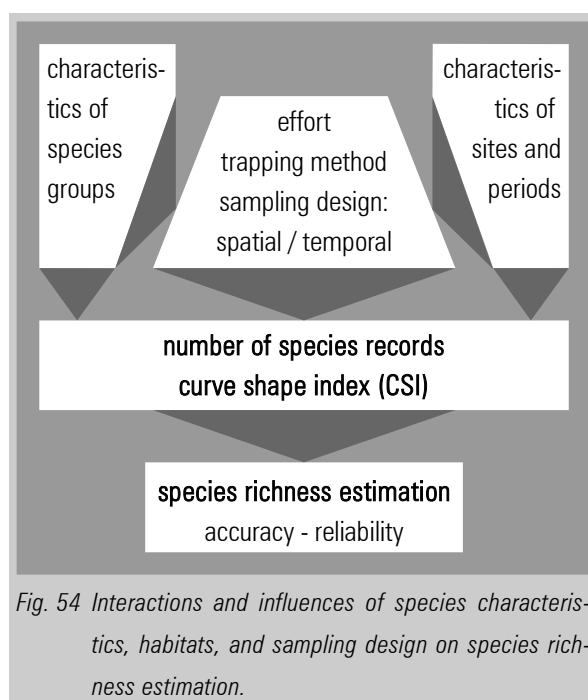 characteris-
tics of
species
groups
effort
trapping method
sampling design:
spatial / temporal
characteris-
tics of
sites and
periods
number of species records
curve shape index (CSI)
species richness estimation
accuracy - reliability
Fig. 54 Interactions and influences of species characteris-
tics, habitats, and sampling design on species rich-
ness estimation.